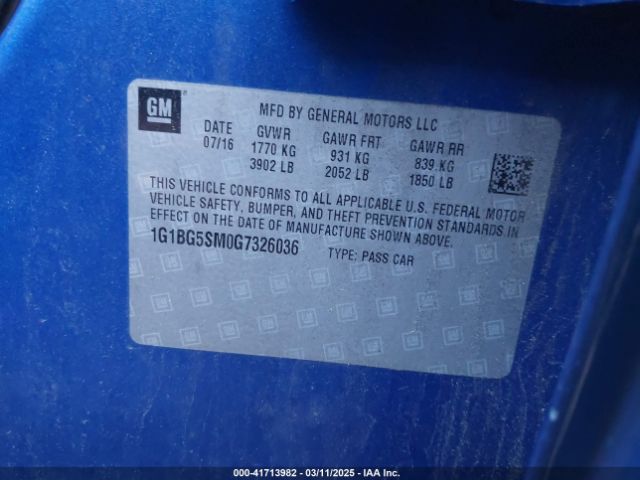 GM
MFD BY GENERAL MOTORS LLC
DATE GVWR GAWR FRT GAWR RR
07/16 1770 KG 931 KG 839 KG
3902 LB 2052 LB 1850 LB
THIS VEHICLE CONFORMS TO ALL APPLICABLE U.S. FEDERAL MOTOR
VEHICLE SAFETY, BUMPER, AND THEFT PREVENTION STANDARDS IN
EFFECT ON THE DATE OF MANUFACTURE SHOWN ABOVE.
1G1BG5SM0G7326036 TYPE: PASS CAR
000-41713982 — 03/11/2025 — IAA Inc.